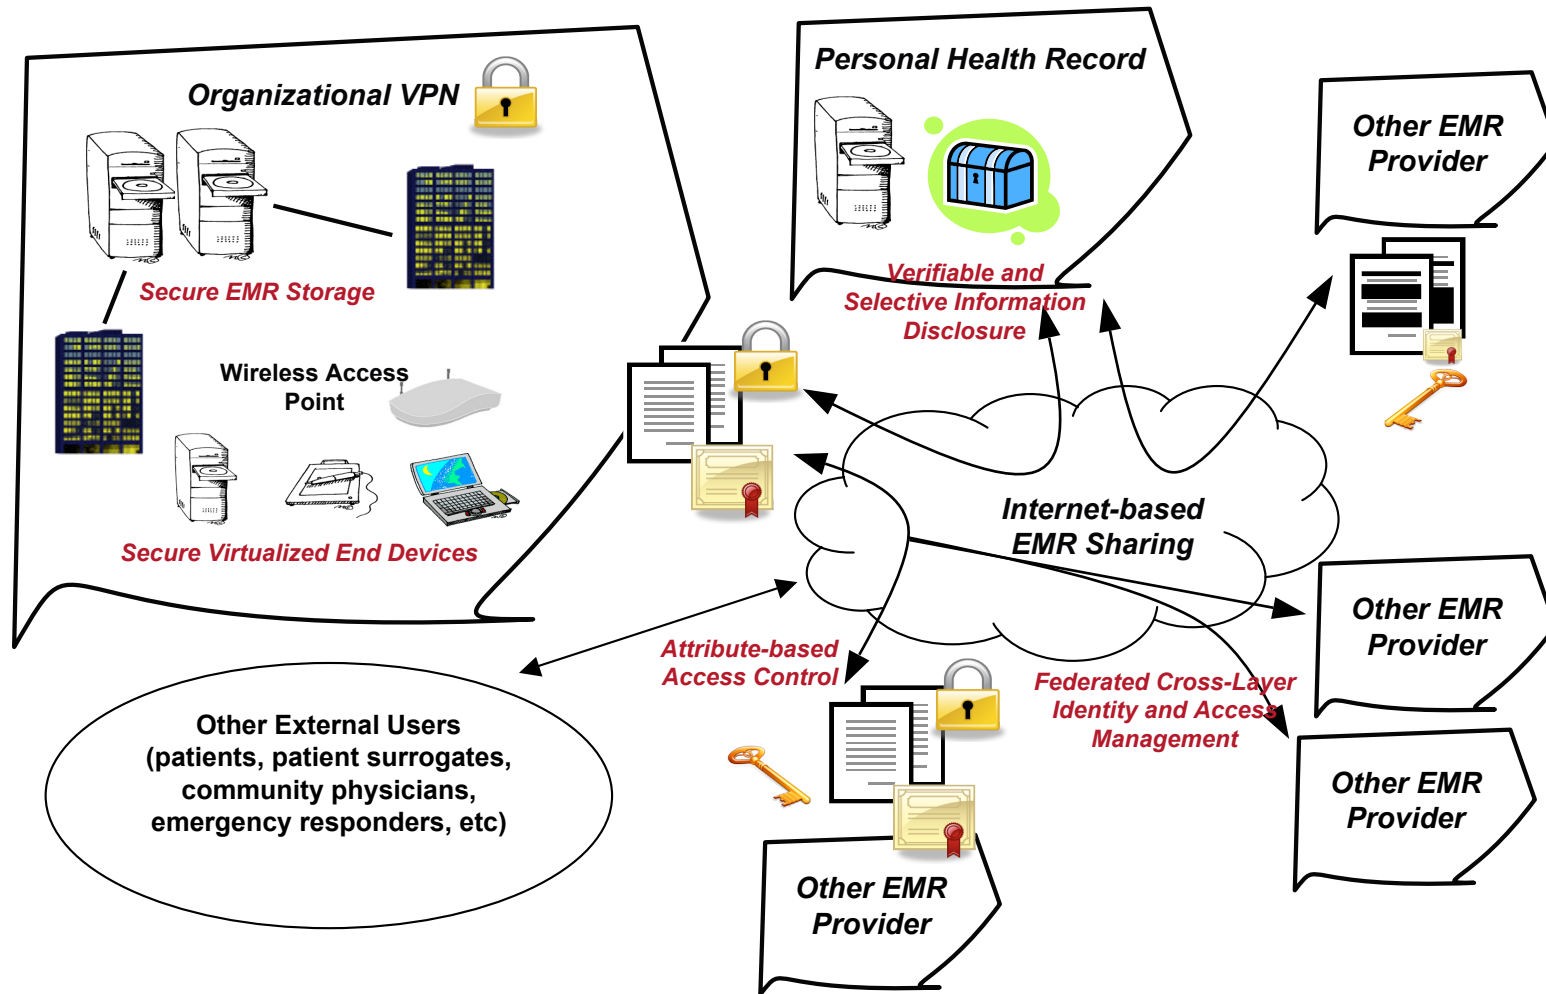 Organizational VPN
Secure EMR Storage
Wireless Access
Point
Secure Virtualized End Devices
Personal Health Record
Verifiable and
Selective Information
Disclosure
Other EMR
Provider
Internet-based
EMR Sharing
Other EMR
Provider
Attribute-based
Access Control
Federated Cross-Layer
Identity and Access
Management
Other External Users
(patients, patient surrogates,
community physicians,
emergency responders, etc)
Other EMR
Provider
Other EMR
Provider